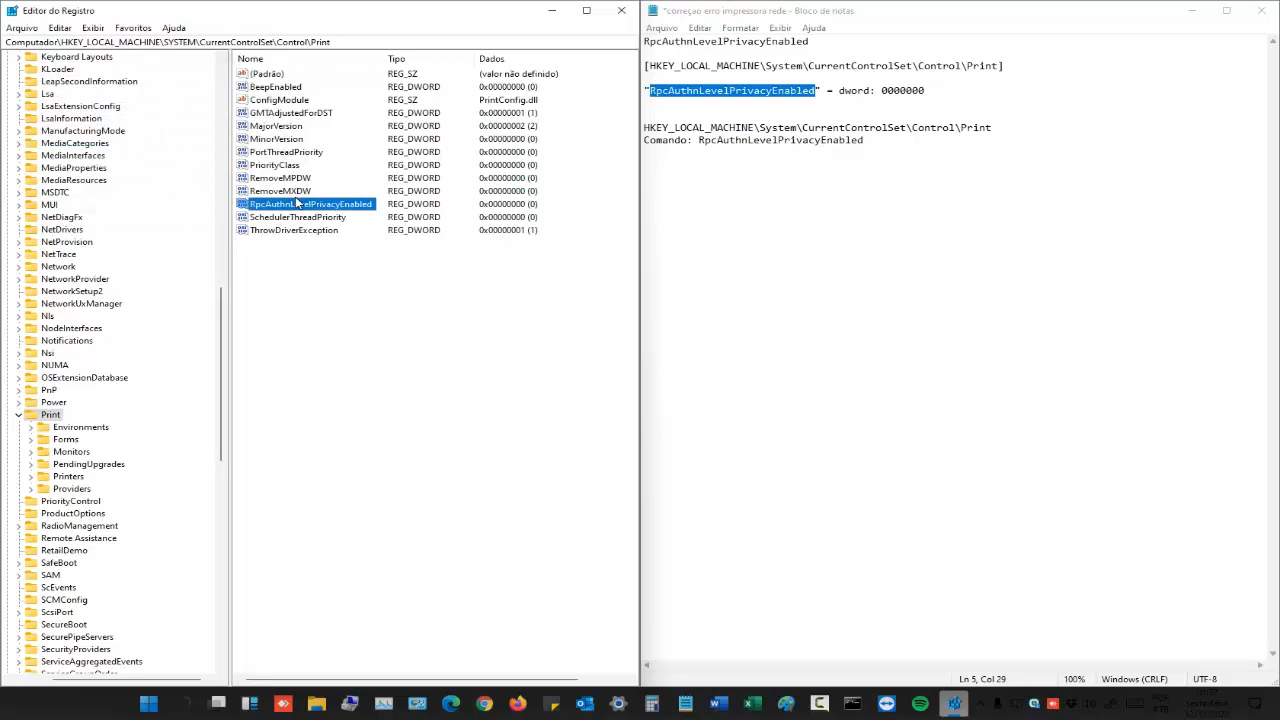 Editor do Registro
Arquivo Editar Exibir Favoritos Ajuda
Computador\HKEY_LOCAL_MACHINE\SYSTEM\CurrentControlSet\Control\Print
Keyboard Layouts
KLoader
LeapSecondInformation
Lsa
LsaExtensionConfig
LsaInformation
ManufacturingMode
MediaCategories
MediaInterfaces
MediaProperties
MediaResources
MSDTC
MUI
NetDiagFx
NetDrivers
NetProvision
NetTrace
Network
NetworkProvider
NetworkSetup2
NetworkUxManager
Nls
NodeInterfaces
Notifications
Nsi
NUMA
OSExtensionDatabase
PnP
Power
Print
Environments
Forms
Monitors
PendingUpgrades
Printers
Providers
PriorityControl
ProductOptions
RadioManagement
Remote Assistance
RetailDemo
SafeBoot
SAM
ScEvents
SCMConfig
ScsiPort
SecureBoot
SecurePipeServers
SecurityProviders
ServiceAggregatedEvents
Nome Tipo Dados
(Padrão) REG_SZ (valor não definido)
BeepEnabled REG_DWORD 0x00000000 (0)
ConfigModule REG_SZ PrintConfig.dll
GMTAdjustedForDST REG_DWORD 0x00000001 (1)
MajorVersion REG_DWORD 0x00000002 (2)
MinorVersion REG_DWORD 0x00000000 (0)
PortThreadPriority REG_DWORD 0x00000000 (0)
PriorityClass REG_DWORD 0x00000000 (0)
RemoveMPDW REG_DWORD 0x00000000 (0)
RemoveMXDW REG_DWORD 0x00000000 (0)
RpcAuthnLevelPrivacyEnabled REG_DWORD 0x00000000 (0)
SchedulerThreadPriority REG_DWORD 0x00000000 (0)
ThrowDriverException REG_DWORD 0x00000001 (1)
*correçao erro impressora rede - Bloco de notas
Arquivo Editar Formatar Exibir Ajuda
RpcAuthnLevelPrivacyEnabled
[HKEY_LOCAL_MACHINE\System\CurrentControlSet\Control\Print]
"RpcAuthnLevelPrivacyEnabled" = dword: 0000000
HKEY_LOCAL_MACHINE\System\CurrentControlSet\Control\Print
Comando: RpcAuthnLevelPrivacyEnabled
Ln 5, Col 29 100% Windows (CRLF) UTF-8